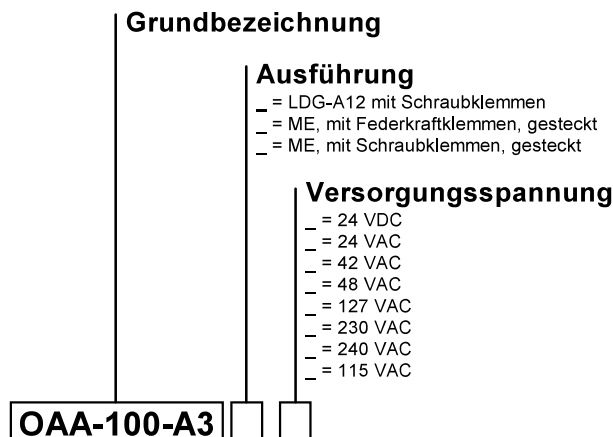 Grundbezeichnung
Ausführung
_ = LDG-A12 mit Schraubklemmen
_ = ME, mit Federkraftklemmen, gesteckt
_ = ME, mit Schraubklemmen, gesteckt
Versorgungsspannung
_ = 24 VDC
_ = 24 VAC
_ = 42 VAC
_ = 48 VAC
_ = 127 VAC
_ = 230 VAC
_ = 240 VAC
_ = 115 VAC
OAA-100-A3